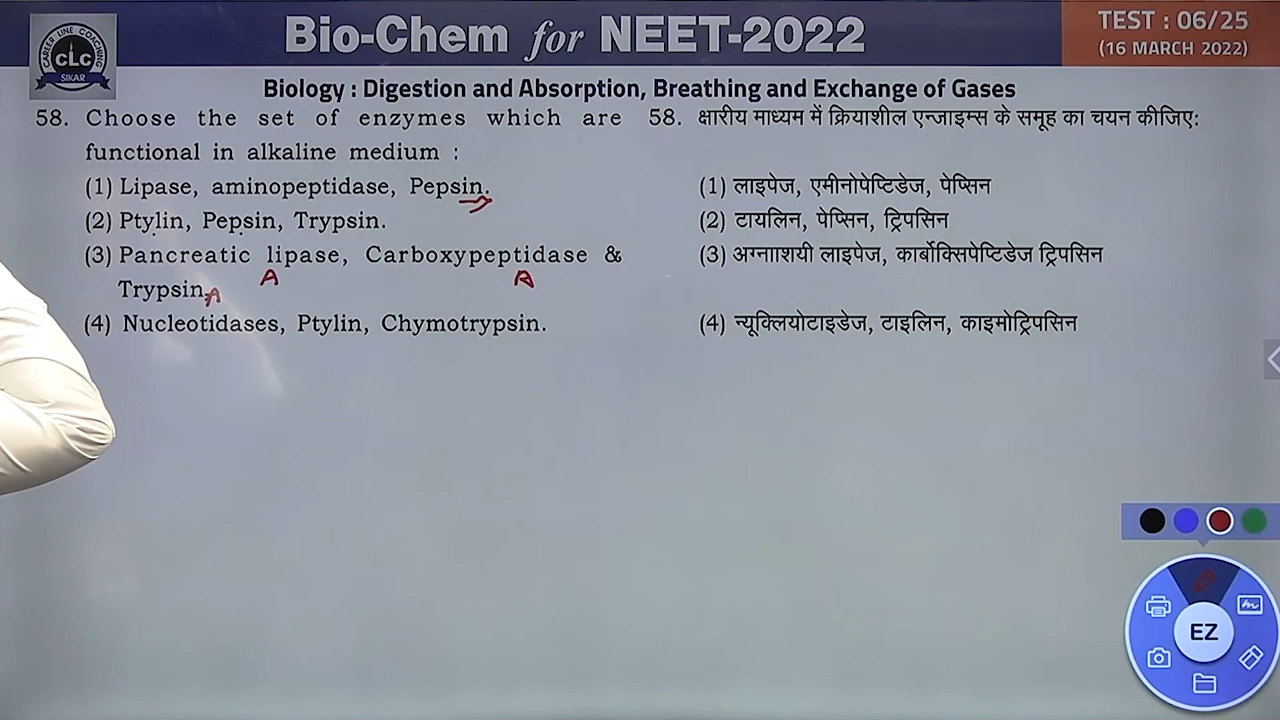 CAREER LINE COACHING
CLC
SIKAR
Bio-Chem for NEET-2022
TEST : 06/25
(16 MARCH 2022)
Biology : Digestion and Absorption, Breathing and Exchange of Gases
58. Choose the set of enzymes which are
functional in alkaline medium :
(1) Lipase, aminopeptidase, Pepsin.
(2) Ptylin, Pepsin, Trypsin.
(3) Pancreatic lipase, Carboxypeptidase &
A A
Trypsin. A
(4) Nucleotidases, Ptylin, Chymotrypsin.
58. क्षारीय माध्यम में क्रियाशील एन्जाइम्स के समूह का चयन कीजिए:
(1) लाइपेज, एमीनोपेप्टिडेज, पेप्सिन
(2) टायलिन, पेप्सिन, ट्रिपसिन
(3) अग्नााशयी लाइपेज, कार्बोक्सिपेप्टिडेज ट्रिपसिन
(4) न्यूक्लियोटाइडेज, टाइलिन, काइमोट्रिपसिन
EZ